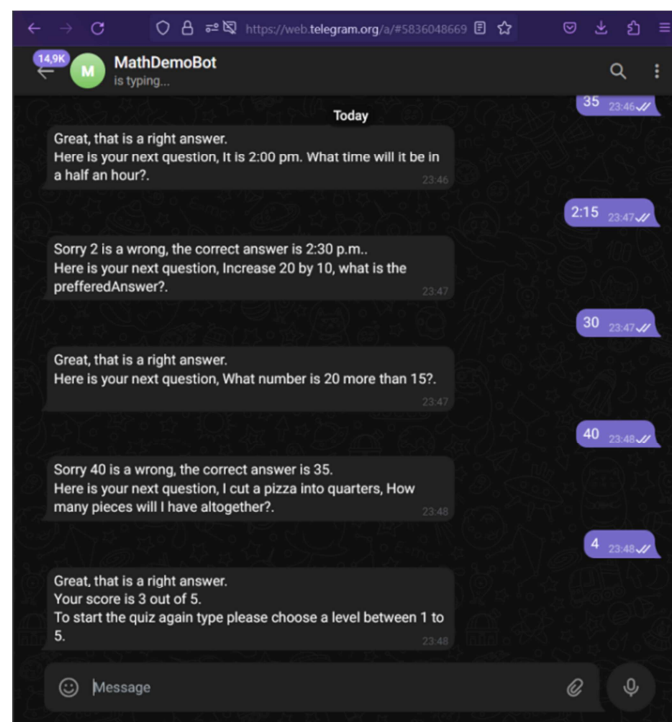 https://web.telegram.org/a/#5836048669
14,9K
M
MathDemoBot
is typing...
35 23:46
Today
Great, that is a right answer.
Here is your next question, It is 2:00 pm. What time will it be in
a half an hour?.
23:46
2:15 23:47
Sorry 2 is a wrong, the correct answer is 2:30 p.m..
Here is your next question, Increase 20 by 10, what is the
prefferedAnswer?.
23:47
30 23:47
Great, that is a right answer.
Here is your next question, What number is 20 more than 15?.
23:47
40 23:48
Sorry 40 is a wrong, the correct answer is 35.
Here is your next question, I cut a pizza into quarters, How
many pieces will I have altogether?.
23:48
4 23:48
Great, that is a right answer.
Your score is 3 out of 5.
To start the quiz again type please choose a level between 1 to
5.
23:48
Message